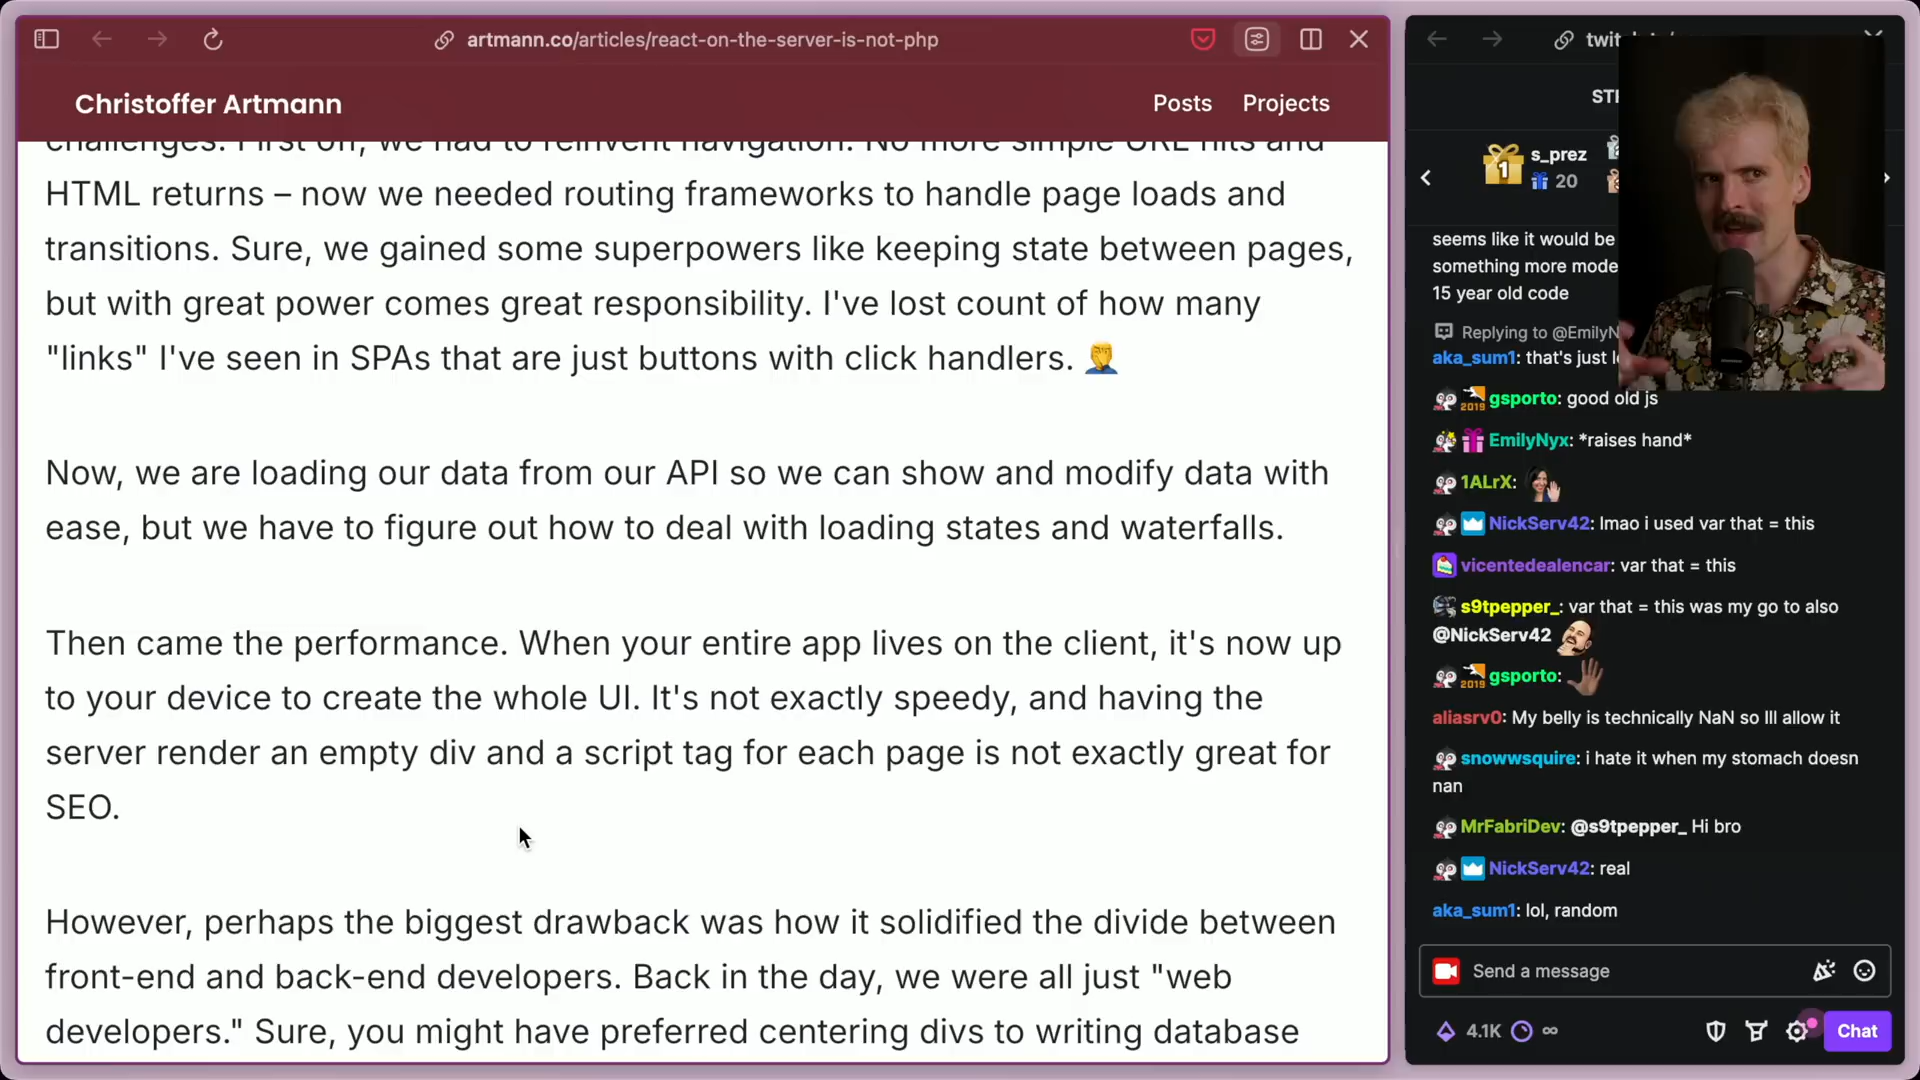 artmann.co/articles/react-on-the-server-is-not-php
Christoffer Artmann
Posts
Projects
challenges. First off, we had to reinvent navigation. No more simple URL hits and
HTML returns – now we needed routing frameworks to handle page loads and
transitions. Sure, we gained some superpowers like keeping state between pages,
but with great power comes great responsibility. I've lost count of how many
"links" I've seen in SPAs that are just buttons with click handlers. 🤦‍♂️
Now, we are loading our data from our API so we can show and modify data with
ease, but we have to figure out how to deal with loading states and waterfalls.
Then came the performance. When your entire app lives on the client, it's now up
to your device to create the whole UI. It's not exactly speedy, and having the
server render an empty div and a script tag for each page is not exactly great for
SEO.
However, perhaps the biggest drawback was how it solidified the divide between
front-end and back-end developers. Back in the day, we were all just "web
developers." Sure, you might have preferred centering divs to writing database
1
s_prez
20
seems like it would be
something more mode
15 year old code
Replying to @EmilyN
aka_sum1: that's just
2019 gsporto: good old js
EmilyNyx: *raises hand*
1ALrX:
NickServ42: lmao i used var that = this
vicentedealencar: var that = this
s9tpepper_: var that = this was my go to also
@NickServ42
2019 gsporto:
aliasrv0: My belly is technically NaN so Ill allow it
snowwsquire: i hate it when my stomach doesn
nan
MrFabriDev: @s9tpepper_ Hi bro
NickServ42: real
aka_sum1: lol, random
Send a message
4.1K
∞
Chat